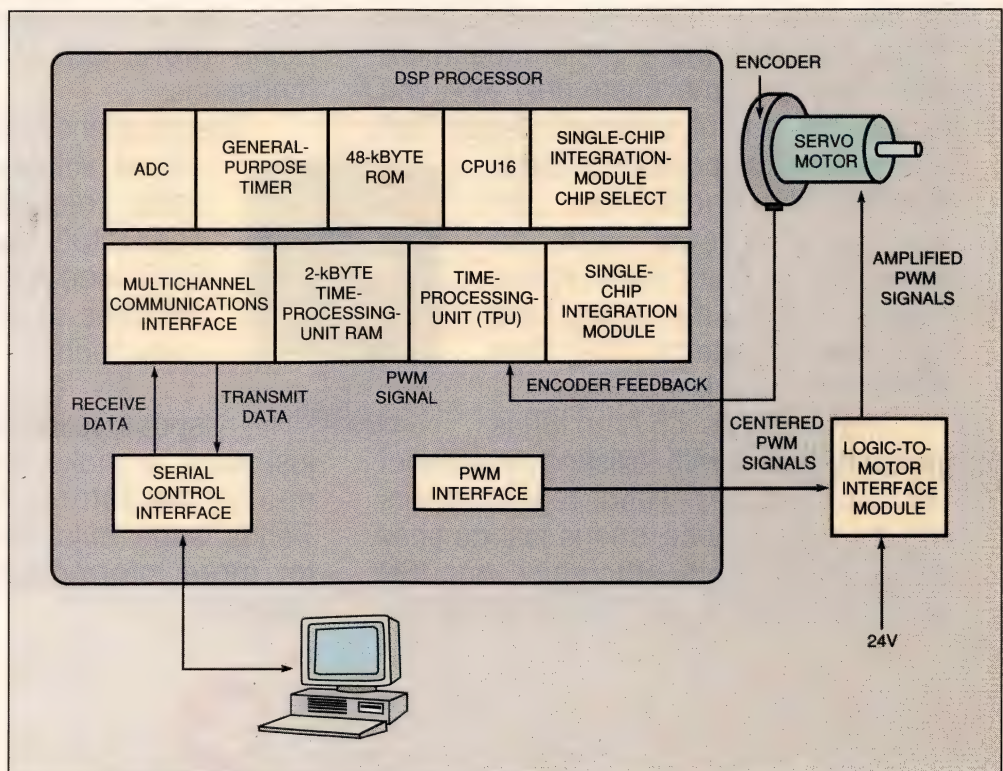 DSP PROCESSOR
ENCODER
SERVO
MOTOR
ADC
GENERAL-
PURPOSE
TIMER
48-kBYTE
ROM
CPU16
SINGLE-CHIP
INTEGRATION-
MODULE
CHIP SELECT
MULTICHANNEL
COMMUNICATIONS
INTERFACE
2-kBYTE
TIME-
PROCESSING-
UNIT RAM
TIME-
PROCESSING-
UNIT (TPU)
SINGLE-
CHIP
INTEGRATION
MODULE
AMPLIFIED
PWM
SIGNALS
RECEIVE
DATA
TRANSMIT
DATA
PWM
SIGNAL
ENCODER FEEDBACK
SERIAL
CONTROL
INTERFACE
PWM
INTERFACE
CENTERED
PWM
SIGNALS
LOGIC-TO-
MOTOR
INTERFACE
MODULE
24V